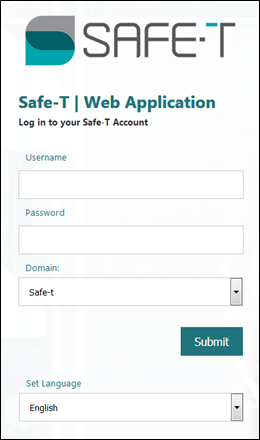 SAFE-T
Safe-T | Web Application
Log in to your Safe-T Account
Username
Password
Domain:
Safe-t
Submit
Set Language
English